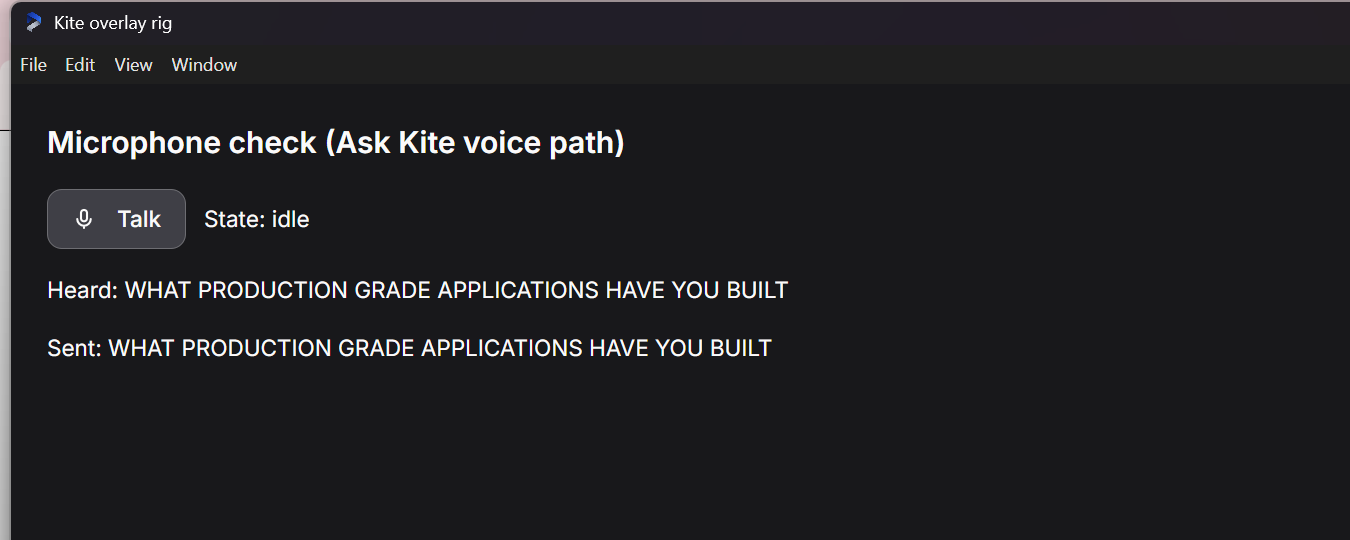 Kite overlay rig
File Edit View Window
Microphone check (Ask Kite voice path)
Talk State: idle
Heard: WHAT PRODUCTION GRADE APPLICATIONS HAVE YOU BUILT
Sent: WHAT PRODUCTION GRADE APPLICATIONS HAVE YOU BUILT